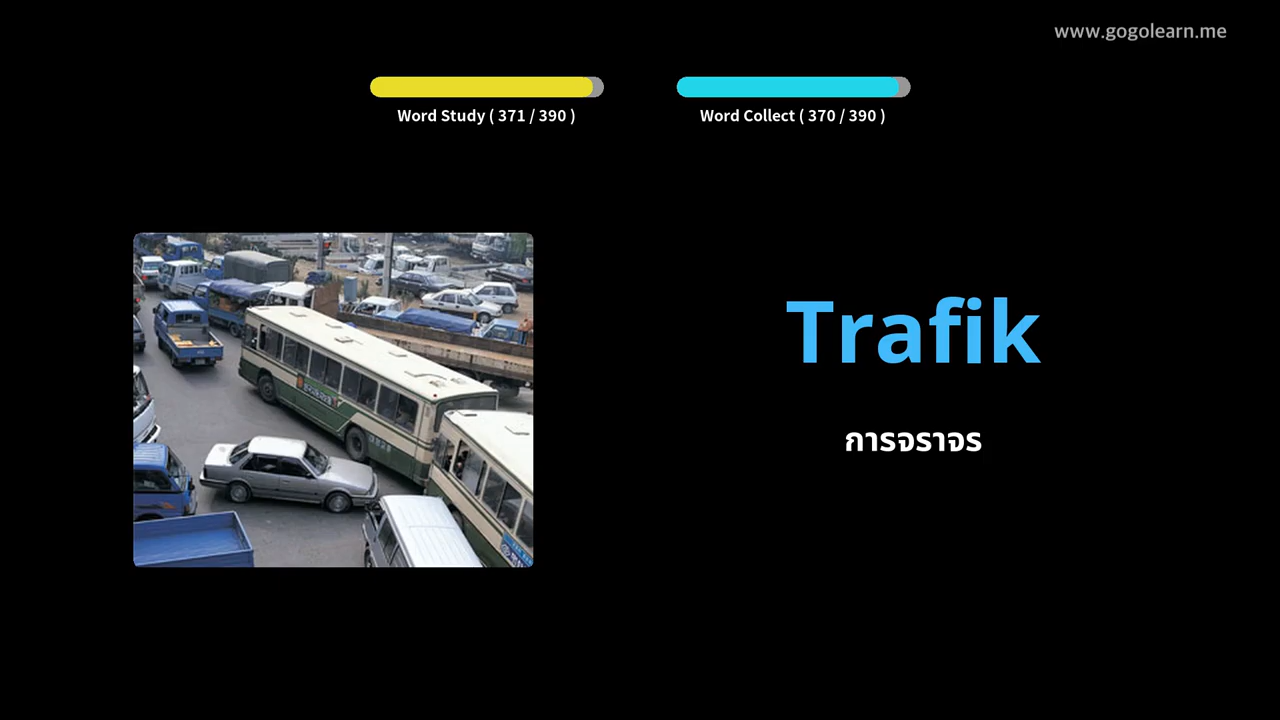 www.gogolearn.me
Word Study ( 371 / 390 )
Word Collect ( 370 / 390 )
Trafik
การจราจร